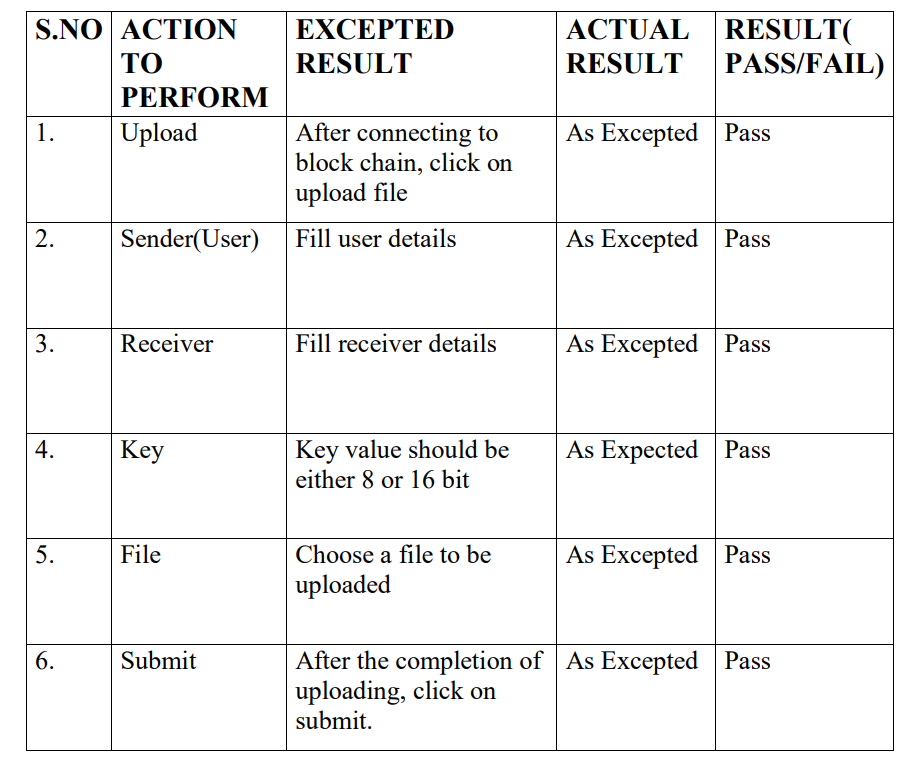 S.NO ACTION TO PERFORM EXCEPTED RESULT ACTUAL RESULT RESULT( PASS/FAIL)
1. Upload After connecting to block chain, click on upload file As Excepted Pass
2. Sender(User) Fill user details As Excepted Pass
3. Receiver Fill receiver details As Excepted Pass
4. Key Key value should be either 8 or 16 bit As Expected Pass
5. File Choose a file to be uploaded As Excepted Pass
6. Submit After the completion of uploading, click on submit. As Excepted Pass